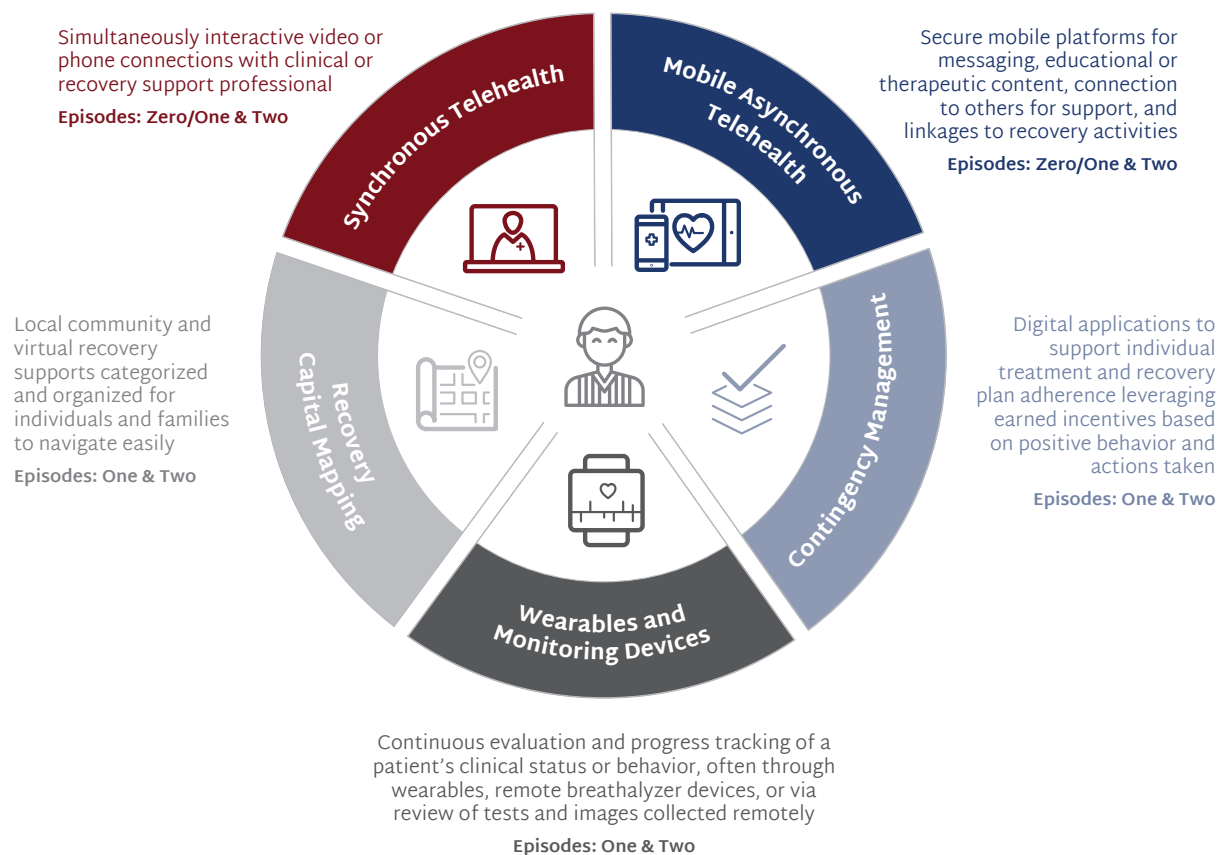 Simultaneously interactive video or
phone connections with clinical or
recovery support professional
Episodes: Zero/One & Two
Synchronous Telehealth
Mobile Asynchronous
Telehealth
Secure mobile platforms for
messaging, educational or
therapeutic content, connection
to others for support, and
linkages to recovery activities
Episodes: Zero/One & Two
Local community and
virtual recovery
supports categorized
and organized for
individuals and families
to navigate easily
Episodes: One & Two
Recovery
Capital Mapping
Contingency Management
Digital applications to
support individual
treatment and recovery
plan adherence leveraging
earned incentives based
on positive behavior and
actions taken
Episodes: One & Two
Wearables and
Monitoring Devices
Continuous evaluation and progress tracking of a
patient’s clinical status or behavior, often through
wearables, remote breathalyzer devices, or via
review of tests and images collected remotely
Episodes: One & Two